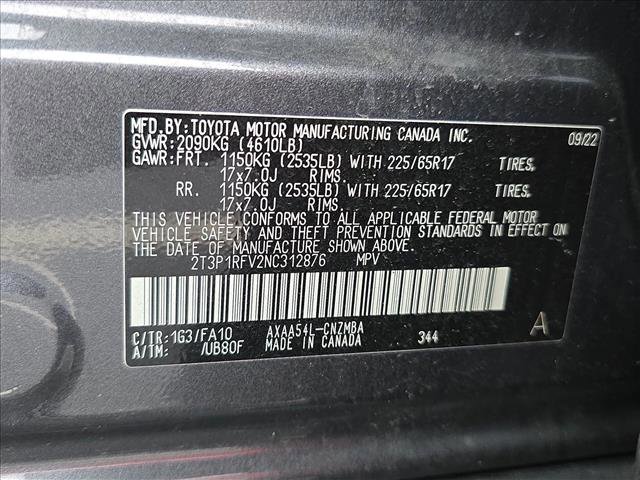 MFD.BY:TOYOTA MOTOR MANUFACTURING CANADA INC. 09/22
GVWR:2090KG (4610LB)
GAWR:FRT. 1150KG (2535LB) WITH 225/65R17 TIRES,
17x7.0J RIMS.
RR. 1150KG (2535LB) WITH 225/65R17 TIRES,
17x7.0J RIMS.
THIS VEHICLE CONFORMS TO ALL APPLICABLE FEDERAL MOTOR
VEHICLE SAFETY AND THEFT PREVENTION STANDARDS IN EFFECT ON
THE DATE OF MANUFACTURE SHOWN ABOVE.
2T3P1RFV2NC312876 MPV
C/TR:1G3/FA10 AXAA54L-CNZMBA 344 A
A/TM: /UB80F MADE IN CANADA